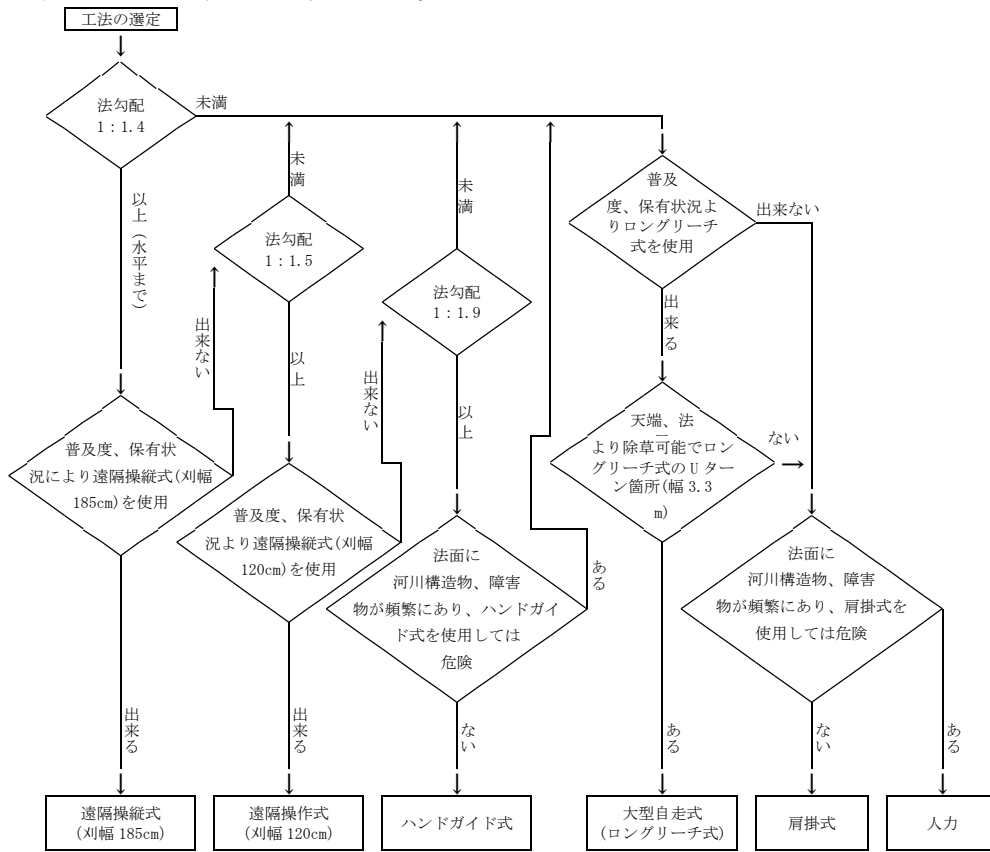 工法の選定
法勾配
1：1.4
未満
以上（水平まで）
普及度、保有状
況により遠隔操縦式(刈幅
185cm)を使用
出来ない
出来る
遠隔操縦式
(刈幅 185cm)
未満
法勾配
1：1.5
以上
普及度、保有状
況より遠隔操縦式(刈幅
120cm)を使用
出来ない
出来る
遠隔操作式
(刈幅 120cm)
未満
法勾配
1：1.9
以上
法面に
河川構造物、障害
物が頻繁にあり、ハンドガイ
ド式を使用しては
危険
ある
ない
ハンドガイド式
普及
度、保有状況よ
りロングリーチ
式を使用
出来ない
出来る
天端、法
より除草可能でロン
グリーチ式のUター
ン箇所(幅 3.3
m)
ない
ある
大型自走式
(ロングリーチ式)
法面に
河川構造物、障害
物が頻繁にあり、肩掛式を
使用しては危険
ない
肩掛式
ある
人力